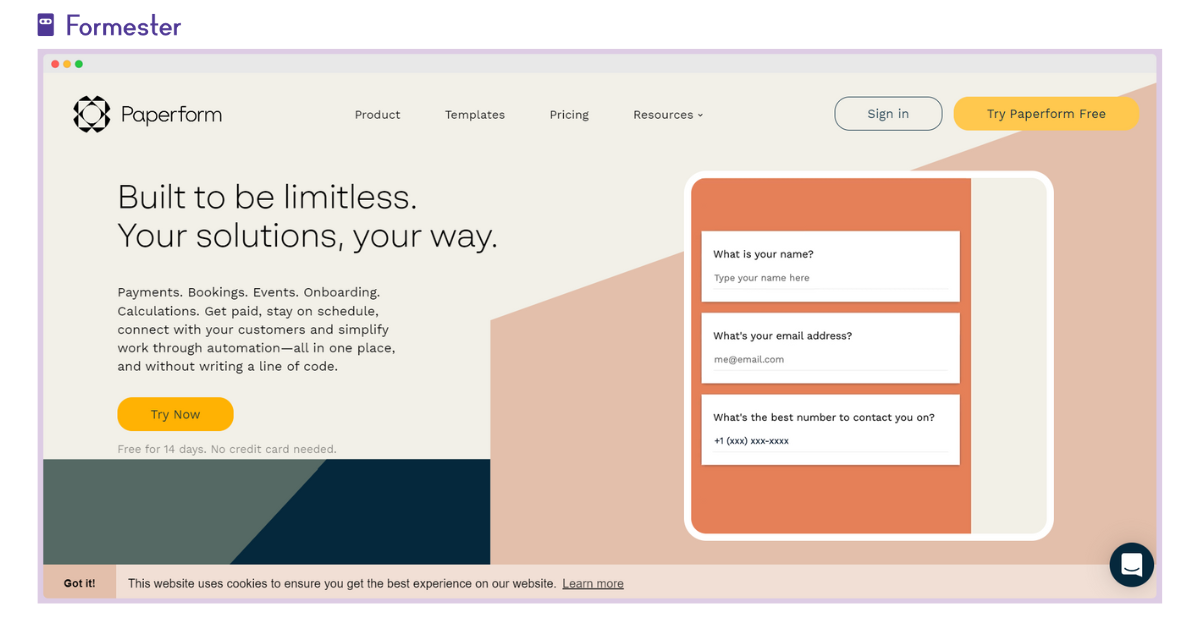 Formester
Paperform
Product
Templates
Pricing
Resources
Sign in
Try Paperform Free
Built to be limitless.
Your solutions, your way.
Payments. Bookings. Events. Onboarding.
Calculations. Get paid, stay on schedule,
connect with your customers and simplify
work through automation—all in one place,
and without writing a line of code.
Try Now
Free for 14 days. No credit card needed.
What is your name?
Type your name here
What's your email address?
me@email.com
What's the best number to contact you on?
+1 (xxx) xxx-xxxx
Got it!
This website uses cookies to ensure you get the best experience on our website. Learn more